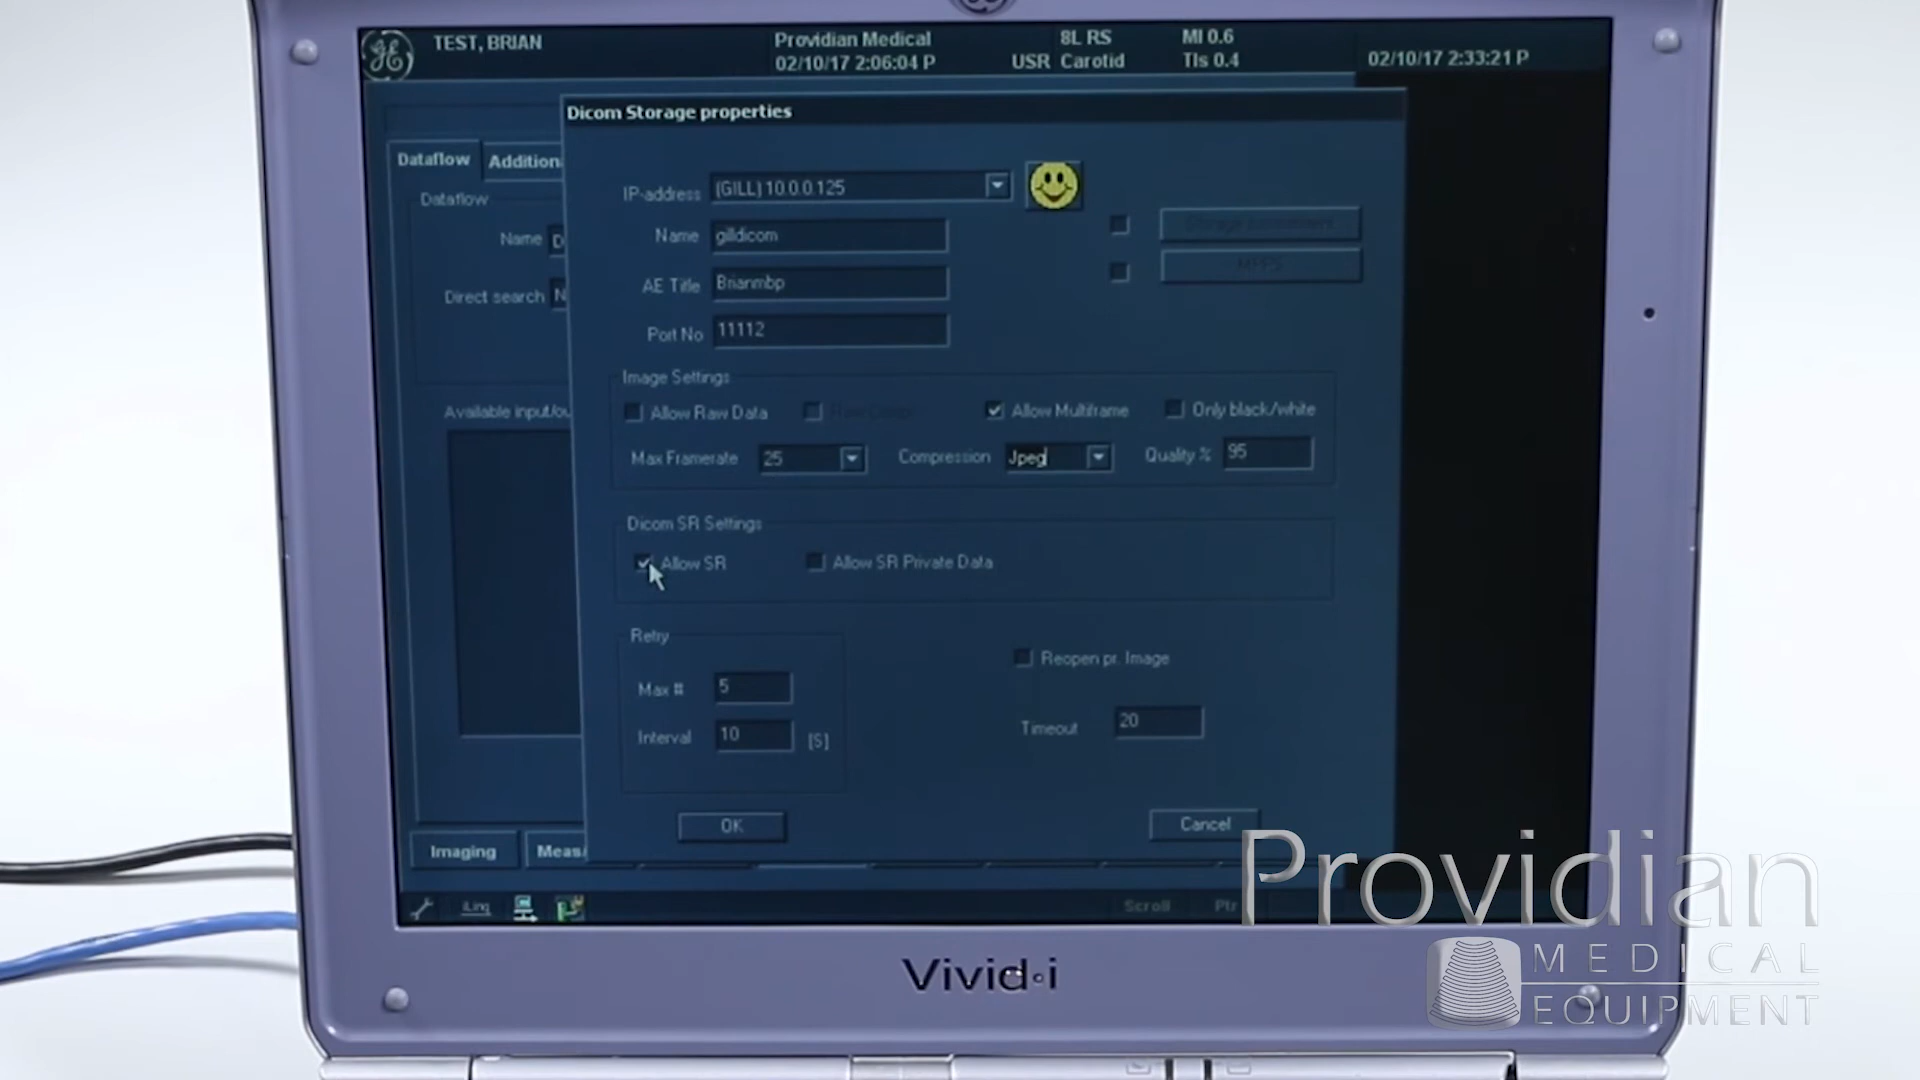 TEST, BRIAN
Providian Medical
02/10/17 2:06:04 P
USR
8L RS
Carotid
MI 0.6
TIs 0.4
02/10/17 2:33:21 P
Dicom Storage properties
Dataflow
Addition
Dataflow
Name D
Direct search N
Available input/ou
IP-address (GILL) 10.0.0.125
Name gilldicom
AE Title Brianmbp
Port No 11112
Image Settings
Allow Raw Data
Allow Multiframe
Only black/white
Max Framerate 25
Compression Jpeg
Quality % 95
Dicom SR Settings
Allow SR
Allow SR Private Data
Retry
Max # 5
Interval 10 [S]
Reopen pr. Image
Timeout 20
OK
Cancel
Imaging
Meas
iLinq
Scroll
Ptr
Vivid·i
Providian
MEDICAL
EQUIPMENT